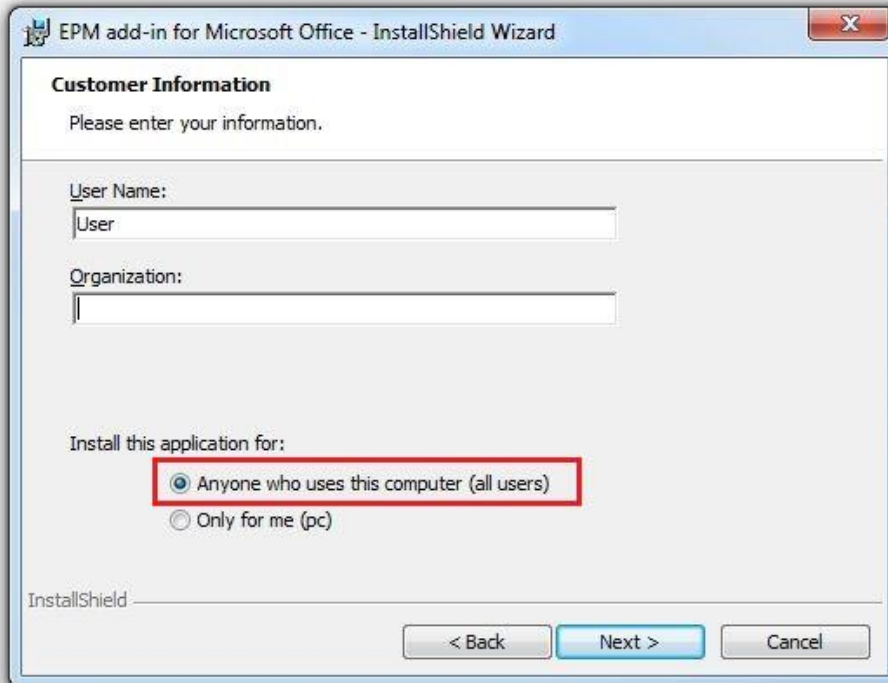 EPM add-in for Microsoft Office - InstallShield Wizard
Customer Information
Please enter your information.
User Name:
User
Organization:
Install this application for:
Anyone who uses this computer (all users)
Only for me (pc)
InstallShield
< Back Next > Cancel